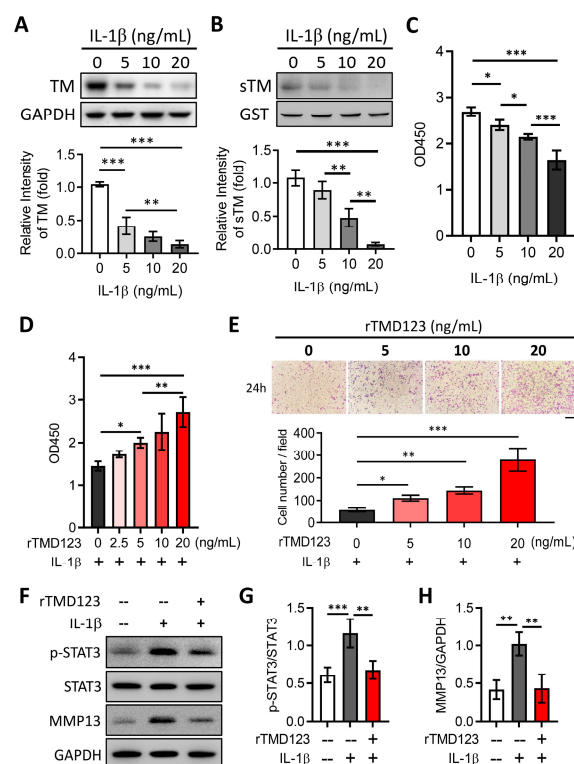 A
IL-1β (ng/mL)
0 5 10 20
TM
GAPDH
***
***
**
Relative Intensity
of TM (fold)
1.5
1.0
0.5
0.0
0 5 10 20
IL-1β (ng/mL)
B
IL-1β (ng/mL)
0 5 10 20
sTM
GST
***
**
**
Relative Intensity
of sTM (fold)
1.5
1.0
0.5
0.0
0 5 10 20
IL-1β (ng/mL)
C
***
*
*
***
OD450
4
3
2
1
0
0 5 10 20
IL-1β (ng/mL)
D
***
**
*
OD450
4
3
2
1
0
rTMD123 0 2.5 5 10 20 (ng/mL)
IL-1β + + + + +
E
rTMD123 (ng/mL)
0 5 10 20
24h
***
**
*
Cell number / field
400
300
200
100
0
rTMD123 0 5 10 20 (ng/mL)
IL-1β + + + +
F
rTMD123 -- -- +
IL-1β -- + +
p-STAT3
STAT3
MMP13
GAPDH
G
*** **
p-STAT3/STAT3
1.5
1.0
0.5
0.0
rTMD123 -- -- +
IL-1β -- + +
H
** **
MMP13/GAPDH
1.5
1.0
0.5
0.0
rTMD123 -- -- +
IL-1β -- + +